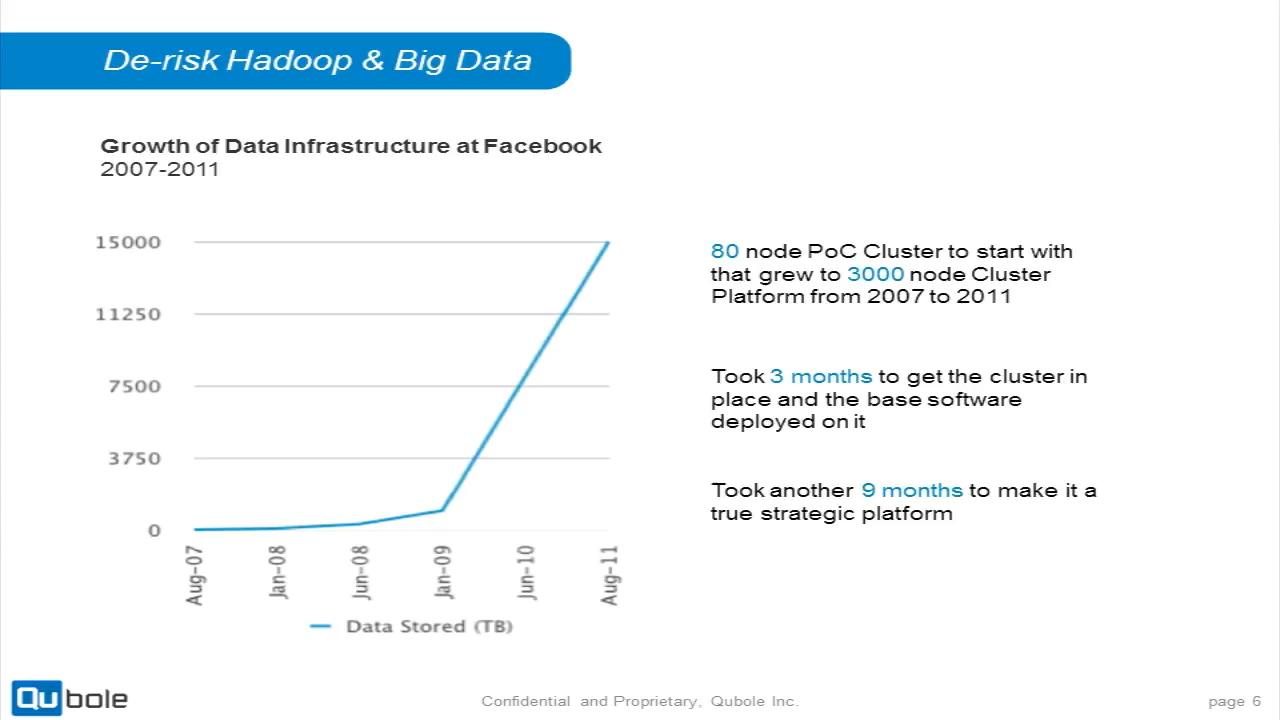 De-risk Hadoop & Big Data
Growth of Data Infrastructure at Facebook
2007-2011
15000
11250
7500
3750
0
Aug-07
Jan-08
Jun-08
Jan-09
Jun-10
Aug-11
Data Stored (TB)
80 node PoC Cluster to start with
that grew to 3000 node Cluster
Platform from 2007 to 2011
Took 3 months to get the cluster in
place and the base software
deployed on it
Took another 9 months to make it a
true strategic platform
Qubole
Confidential and Proprietary, Qubole Inc.
page 6